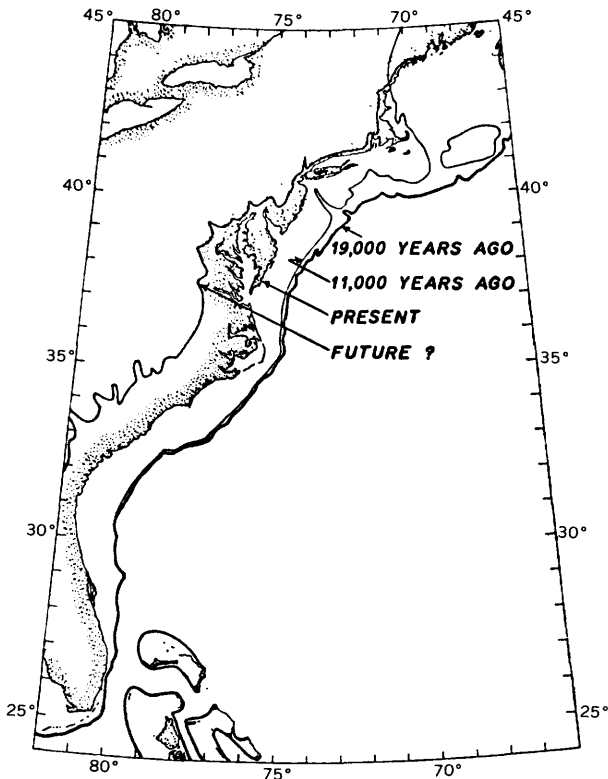 45° 80° 75° 70° 45°
40° 40°
19,000 YEARS AGO
11,000 YEARS AGO
PRESENT
FUTURE ?
35° 35°
30° 30°
25° 25°
80° 75° 70°